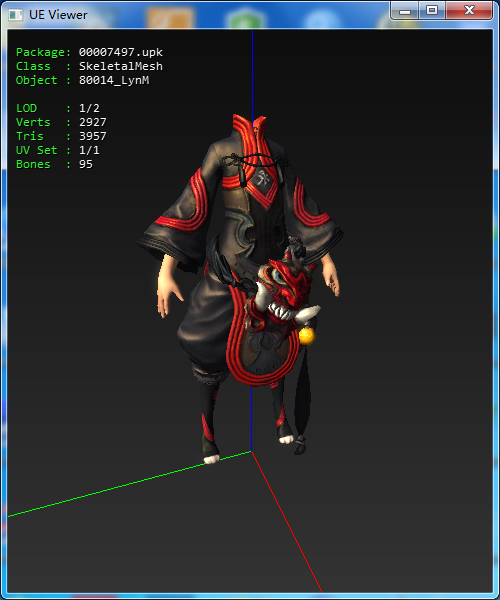 UE Viewer
Package: 00007497.upk
Class : SkeletalMesh
Object : 80014_LynM
LOD : 1/2
Verts : 2927
Tris : 3957
UV Set : 1/1
Bones : 95